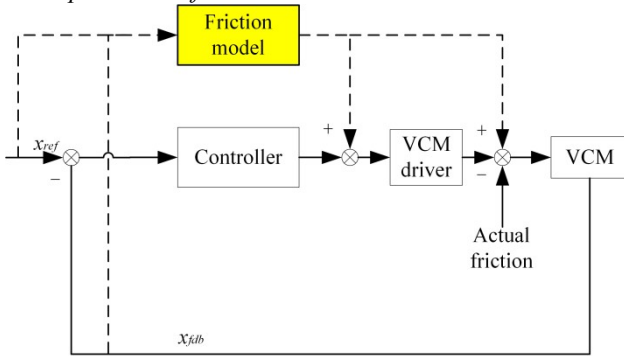 Friction
model
x_ref
+
+
Controller
VCM
driver
VCM
−
−
Actual
friction
x_fdb